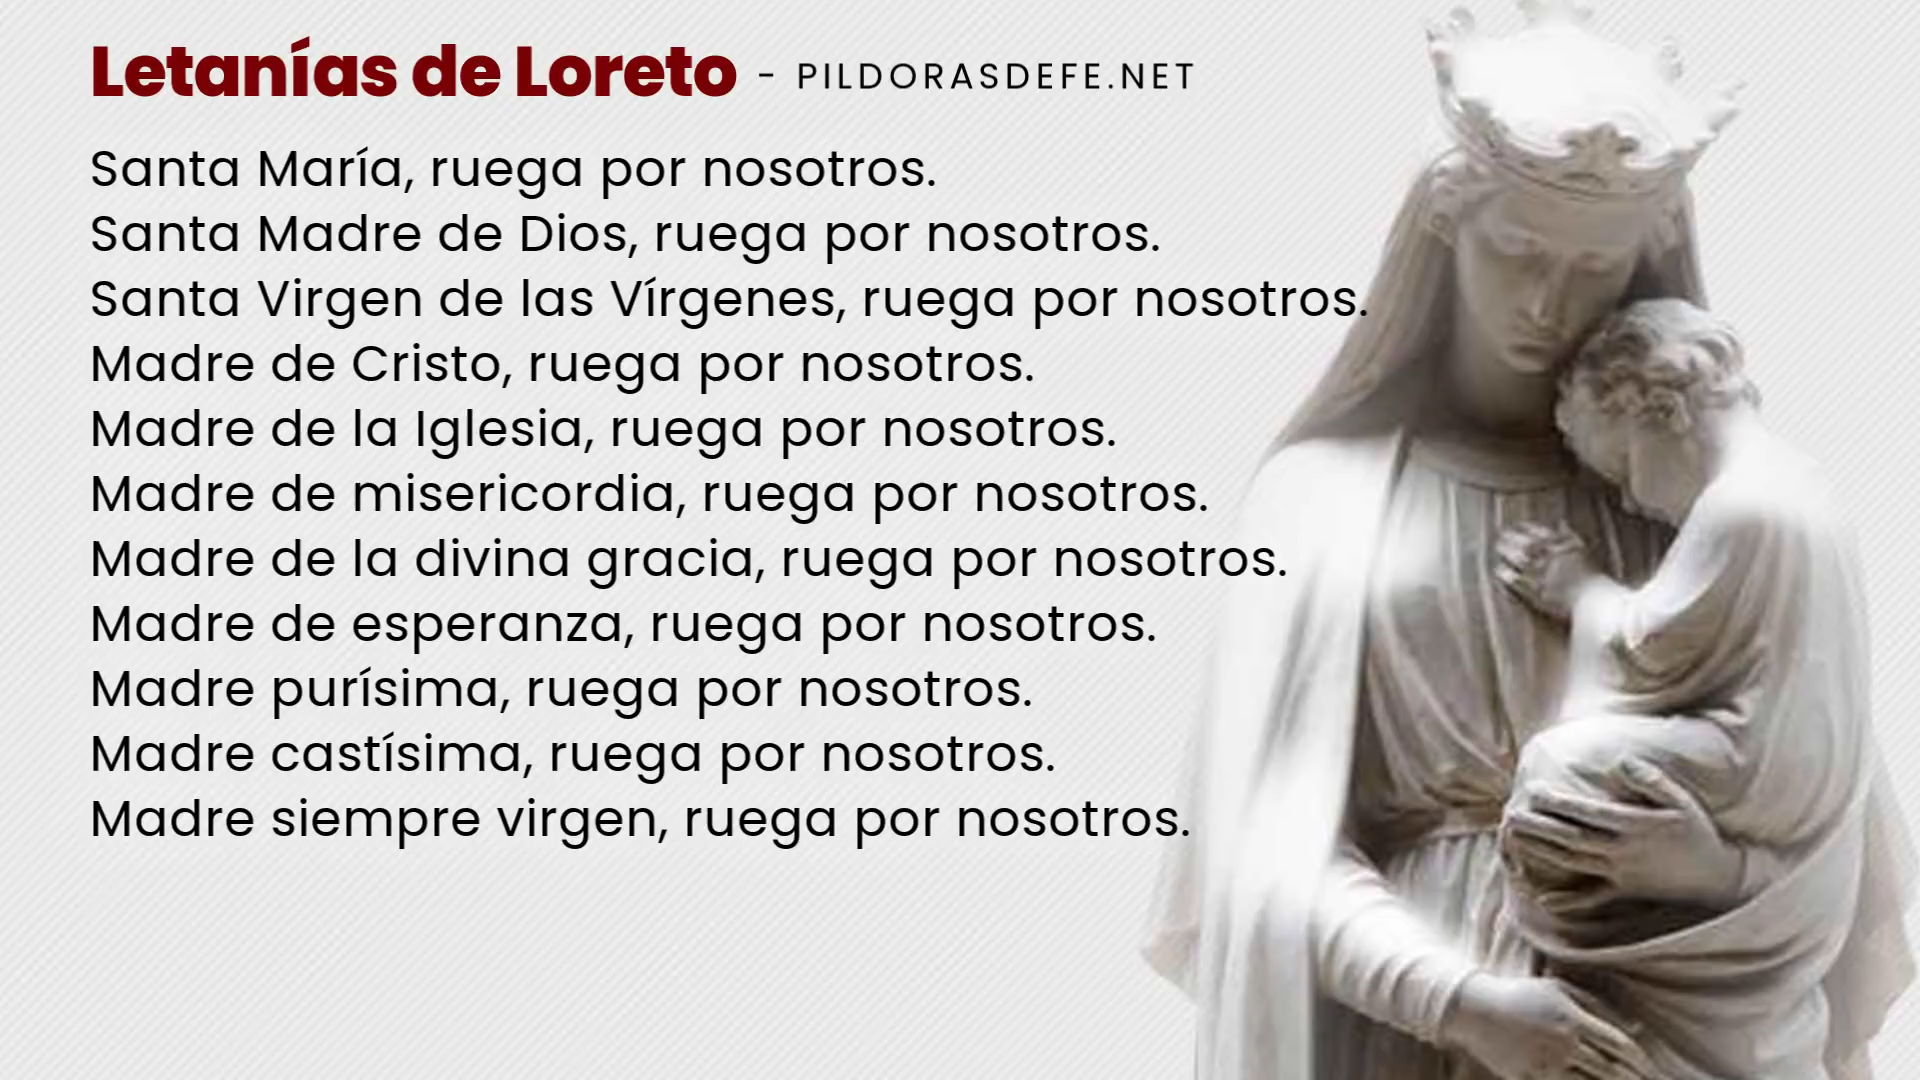 Letanías de Loreto - PILDORASDEFE.NET
Santa María, ruega por nosotros.
Santa Madre de Dios, ruega por nosotros.
Santa Virgen de las Vírgenes, ruega por nosotros.
Madre de Cristo, ruega por nosotros.
Madre de la Iglesia, ruega por nosotros.
Madre de misericordia, ruega por nosotros.
Madre de la divina gracia, ruega por nosotros.
Madre de esperanza, ruega por nosotros.
Madre purísima, ruega por nosotros.
Madre castísima, ruega por nosotros.
Madre siempre virgen, ruega por nosotros.